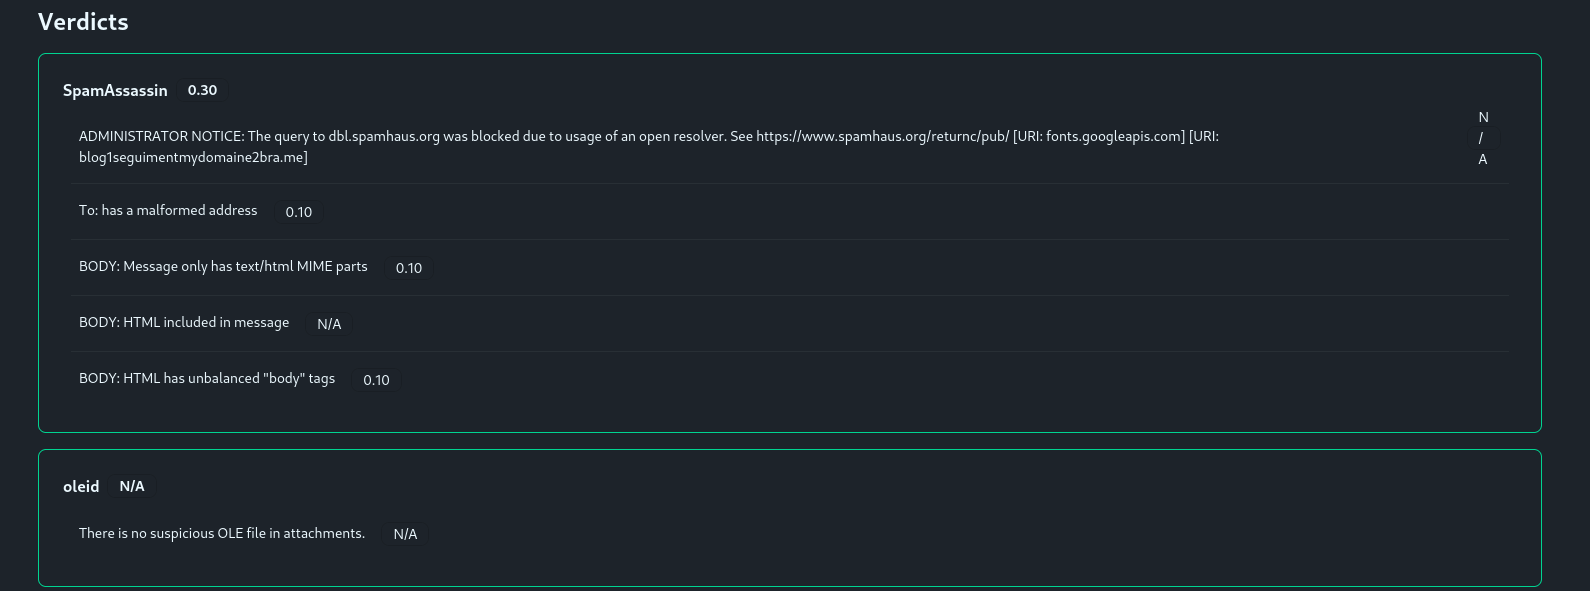 Verdicts
SpamAssassin 0.30
ADMINISTRATOR NOTICE: The query to dbl.spamhaus.org was blocked due to usage of an open resolver. See https://www.spamhaus.org/returnc/pub/ [URI: fonts.googleapis.com] [URI:
blog1seguimentmydomaine2bra.me]
N
/
A
To: has a malformed address 0.10
BODY: Message only has text/html MIME parts 0.10
BODY: HTML included in message N/A
BODY: HTML has unbalanced "body" tags 0.10
oleid N/A
There is no suspicious OLE file in attachments. N/A